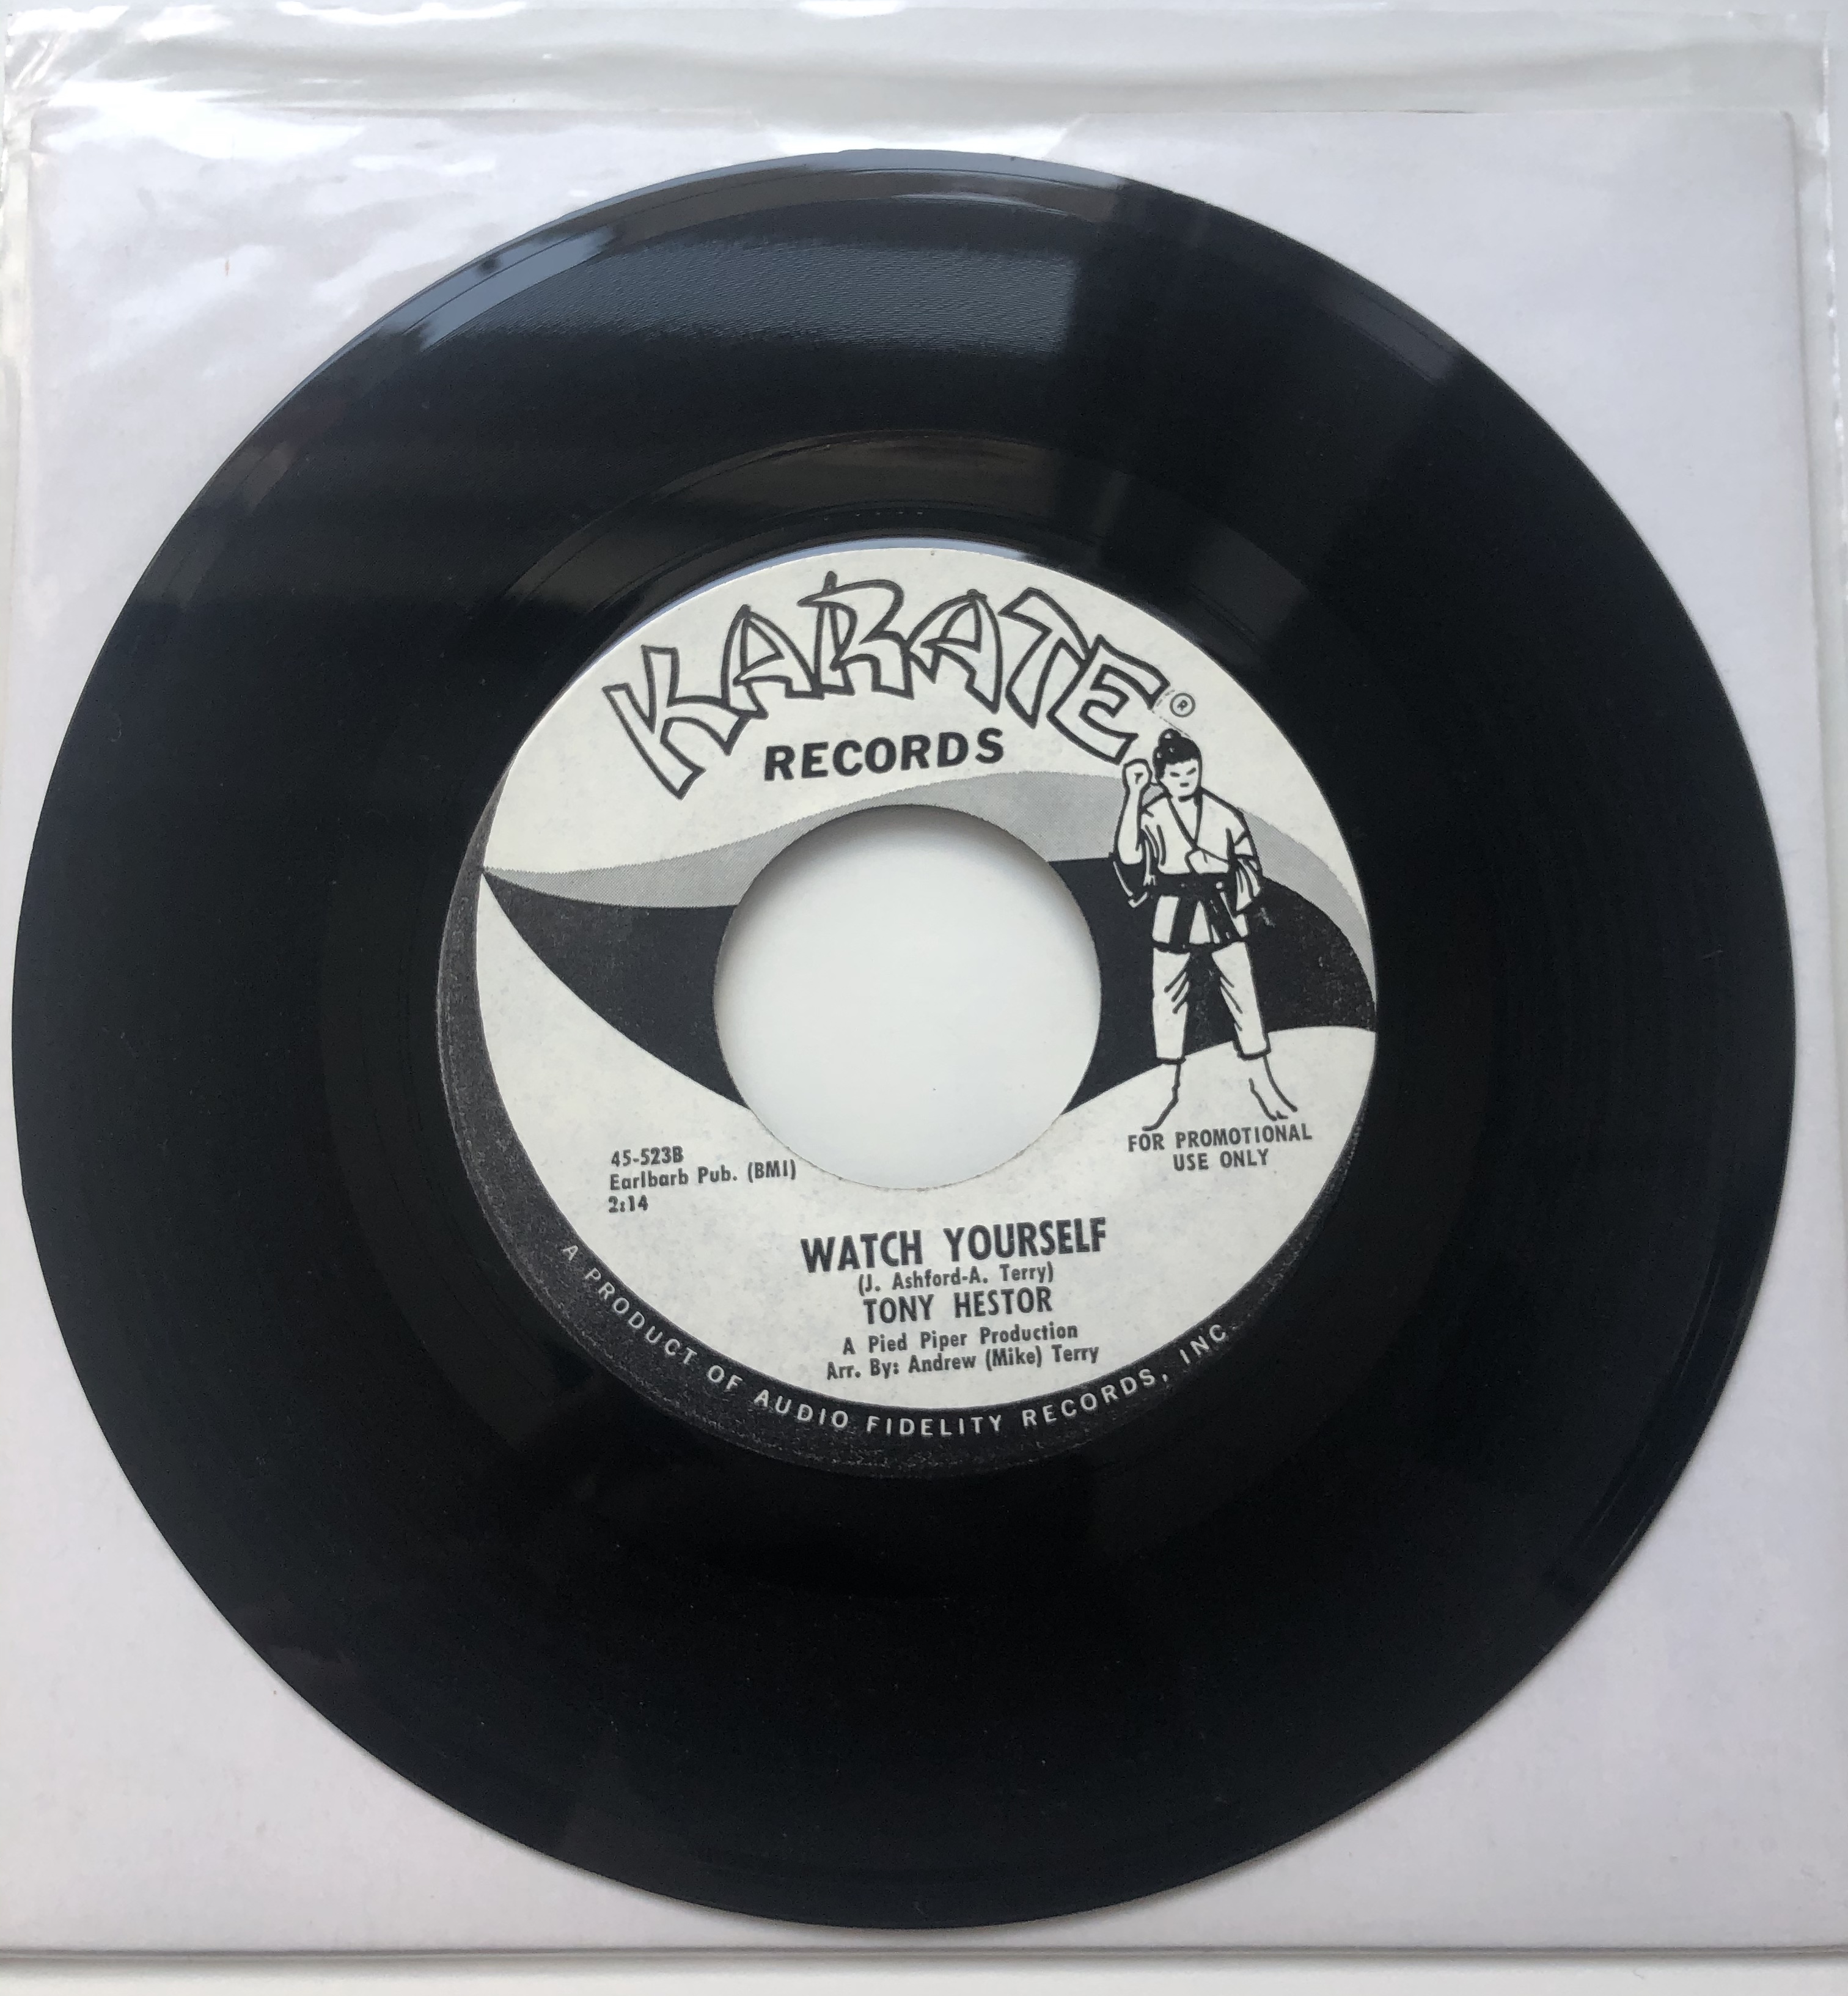 KARATE®
RECORDS
45-523B
Earlbarb Pub. (BMI)
2:14
FOR PROMOTIONAL
USE ONLY
WATCH YOURSELF
(J. Ashford-A. Terry)
TONY HESTOR
A Pied Piper Production
Arr. By: Andrew (Mike) Terry
A PRODUCT OF AUDIO FIDELITY RECORDS, INC.